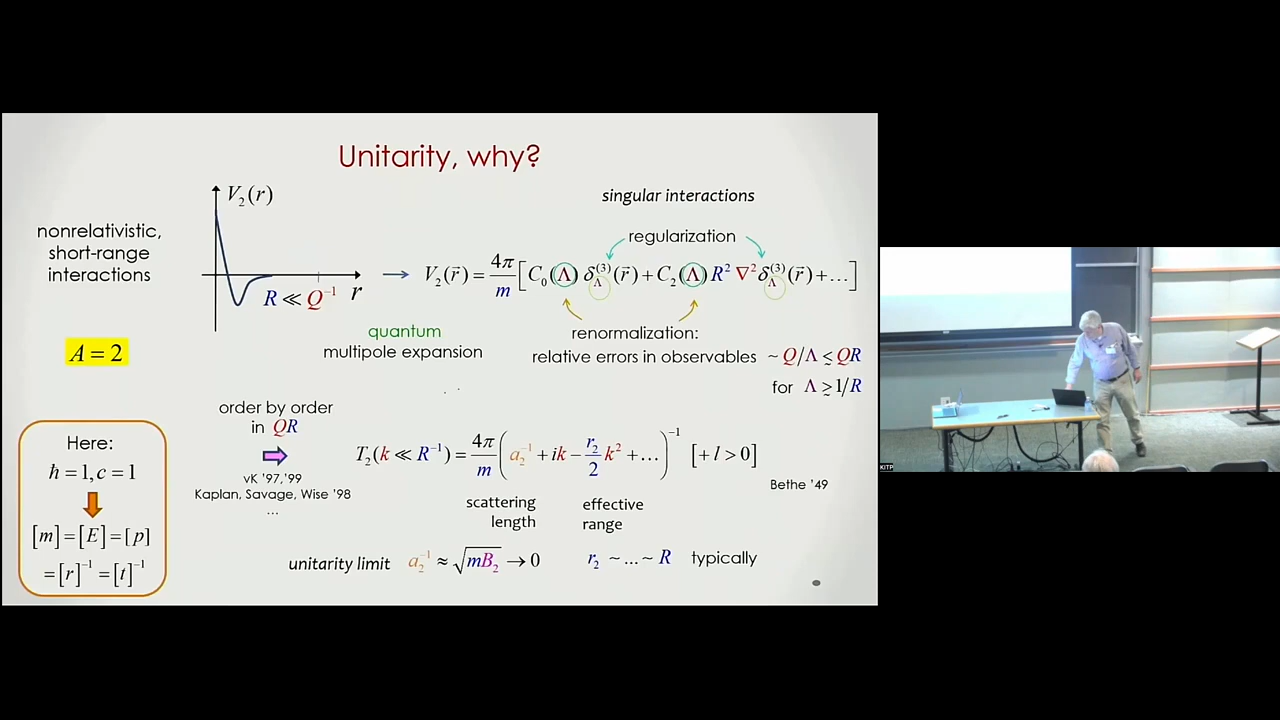 Unitarity, why?
V₂(r)
nonrelativistic,
short-range
interactions
R ≪ Q⁻¹ r
singular interactions
regularization
V₂(r⃗) = 4π/m [C₀(Λ) δ_Λ⁽³⁾(r⃗) + C₂(Λ) R² ∇² δ_Λ⁽³⁾(r⃗) + …]
quantum
multipole expansion
renormalization:
relative errors in observables ~ Q/Λ ≲ QR
for Λ ≳ 1/R
A = 2
order by order
in QR
vK '97,'99
Kaplan, Savage, Wise '98
…
T₂(k ≪ R⁻¹) = 4π/m (a₂⁻¹ + ik − r₂/2 k² + …)⁻¹ [+ l > 0]
Bethe '49
scattering
length
effective
range
unitarity limit a₂⁻¹ ≈ √mB₂ → 0
r₂ ~ … ~ R typically
Here:
ħ = 1, c = 1
[m] = [E] = [p]
= [r]⁻¹ = [t]⁻¹
KITP